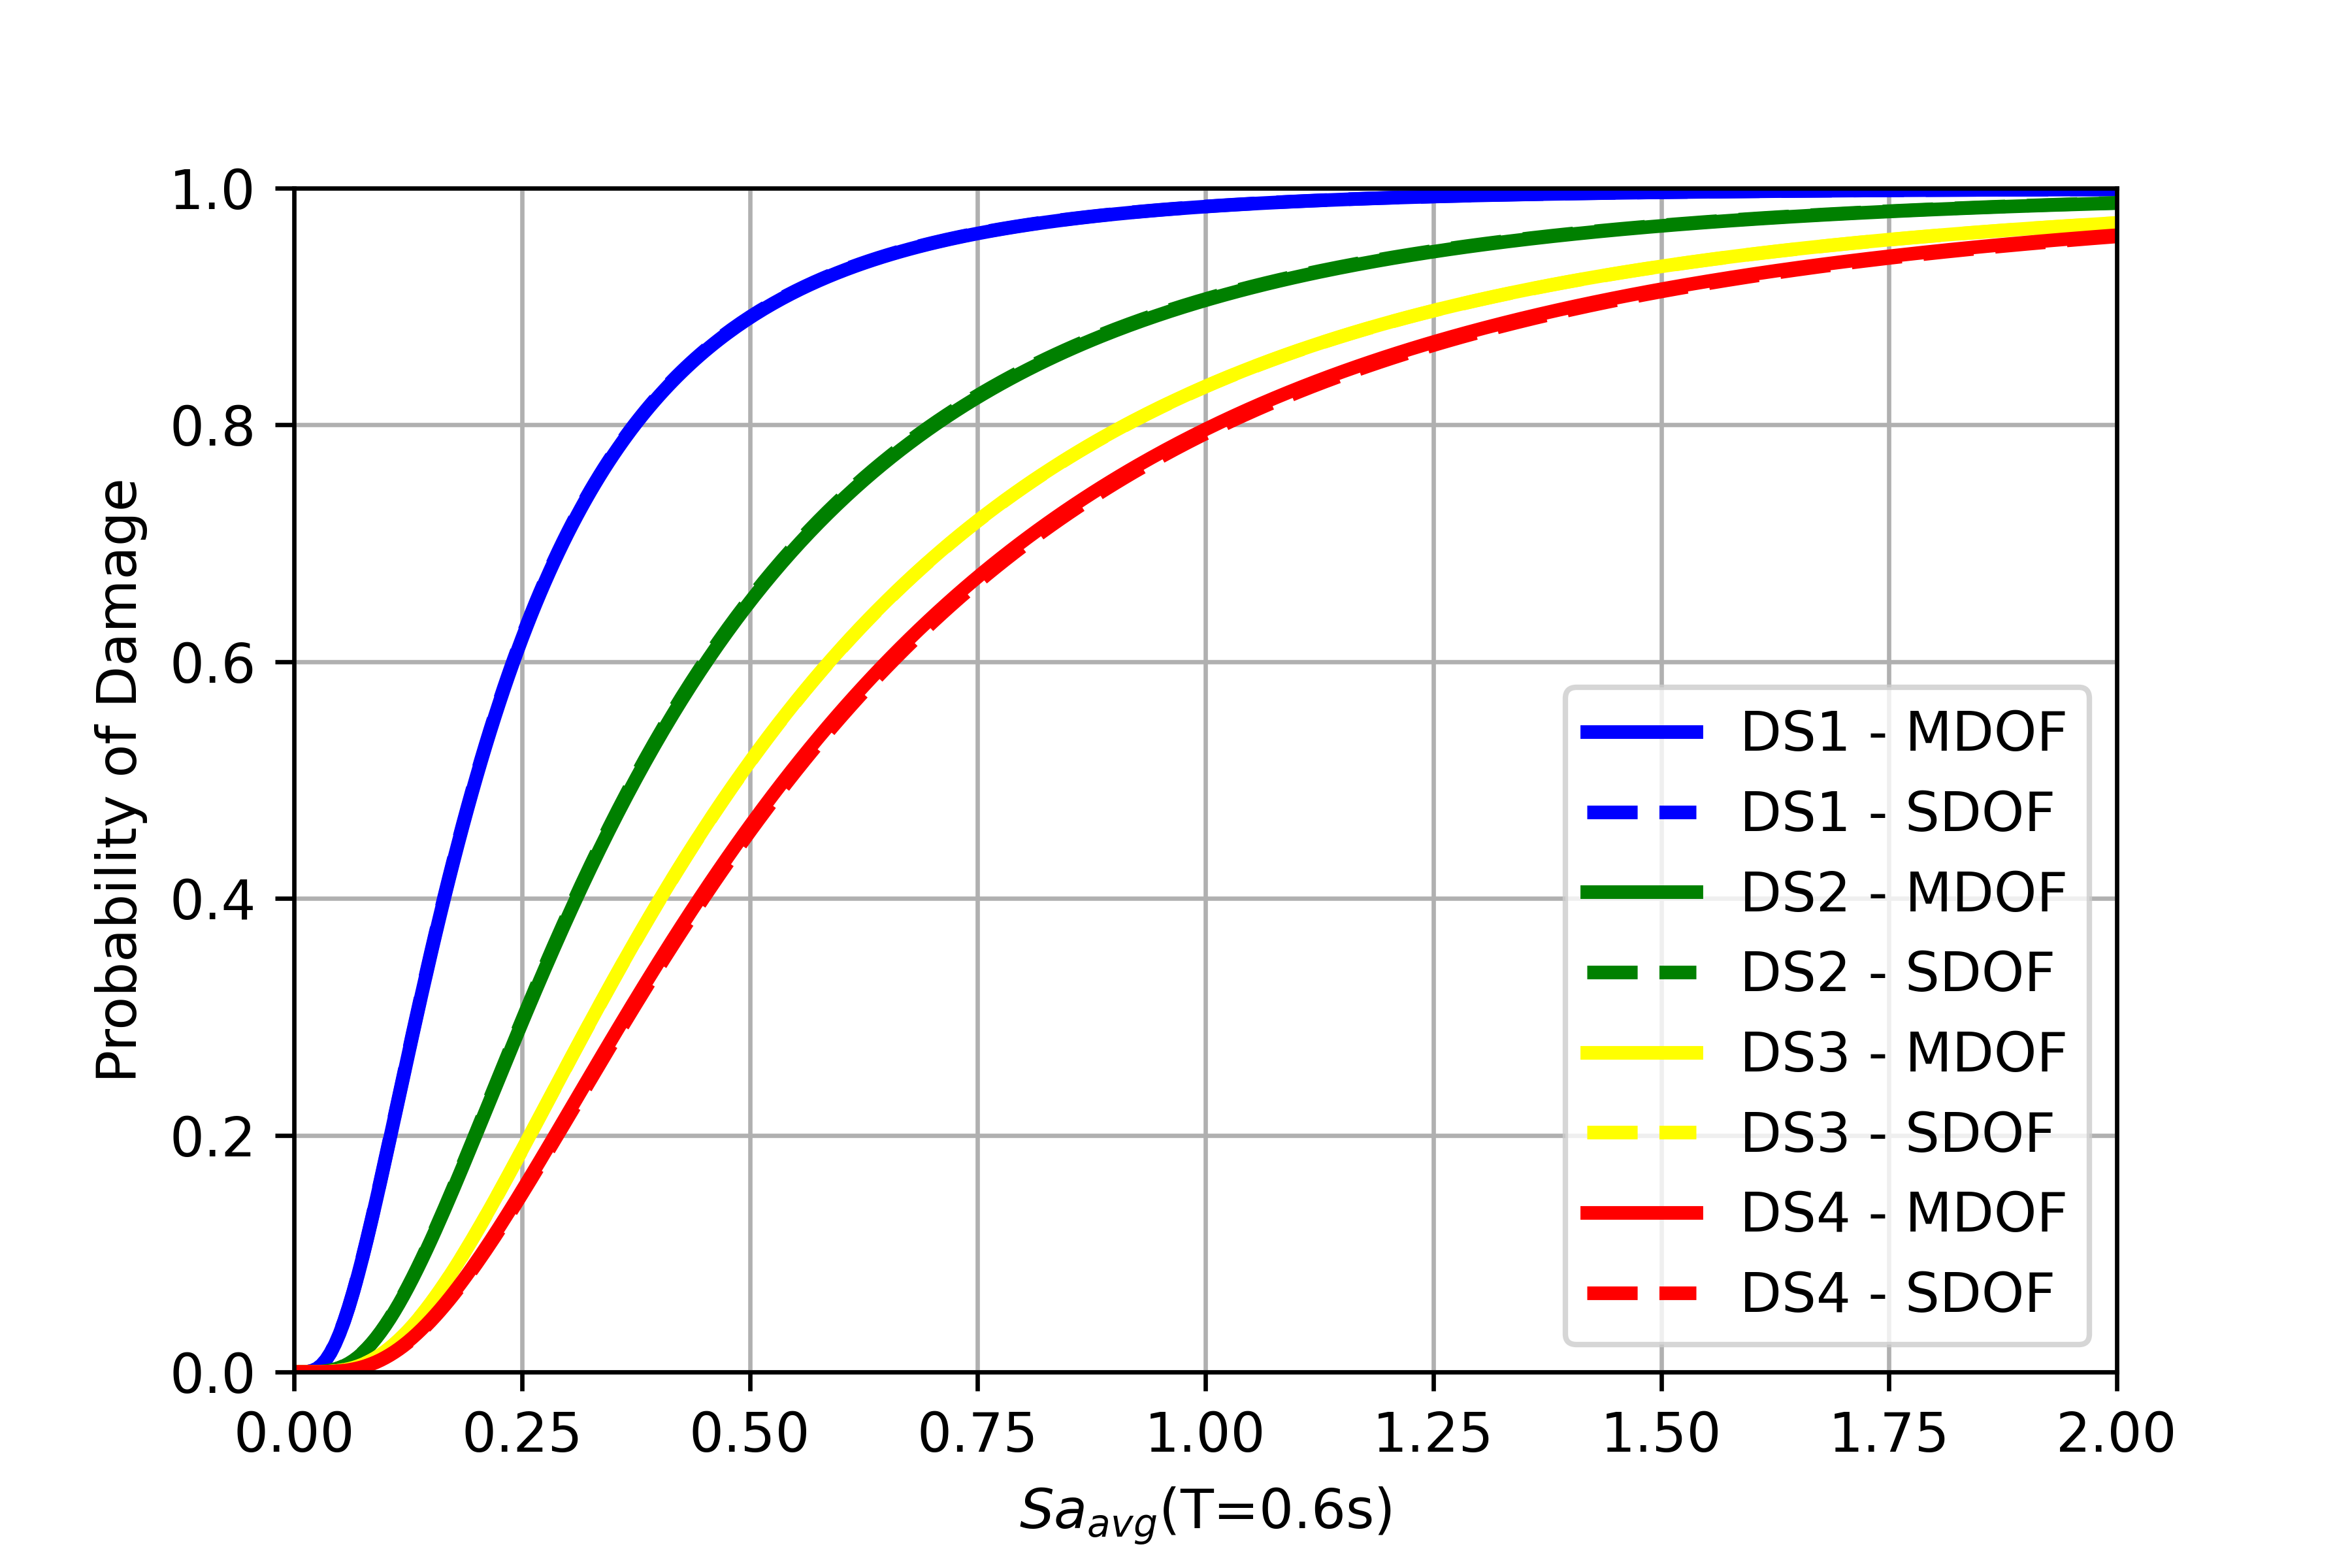 1.0
0.8
0.6
0.4
0.2
0.0
Probability of Damage
DS1 - MDOF
DS1 - SDOF
DS2 - MDOF
DS2 - SDOF
DS3 - MDOF
DS3 - SDOF
DS4 - MDOF
DS4 - SDOF
0.00 0.25 0.50 0.75 1.00 1.25 1.50 1.75 2.00
Sa_avg(T=0.6s)